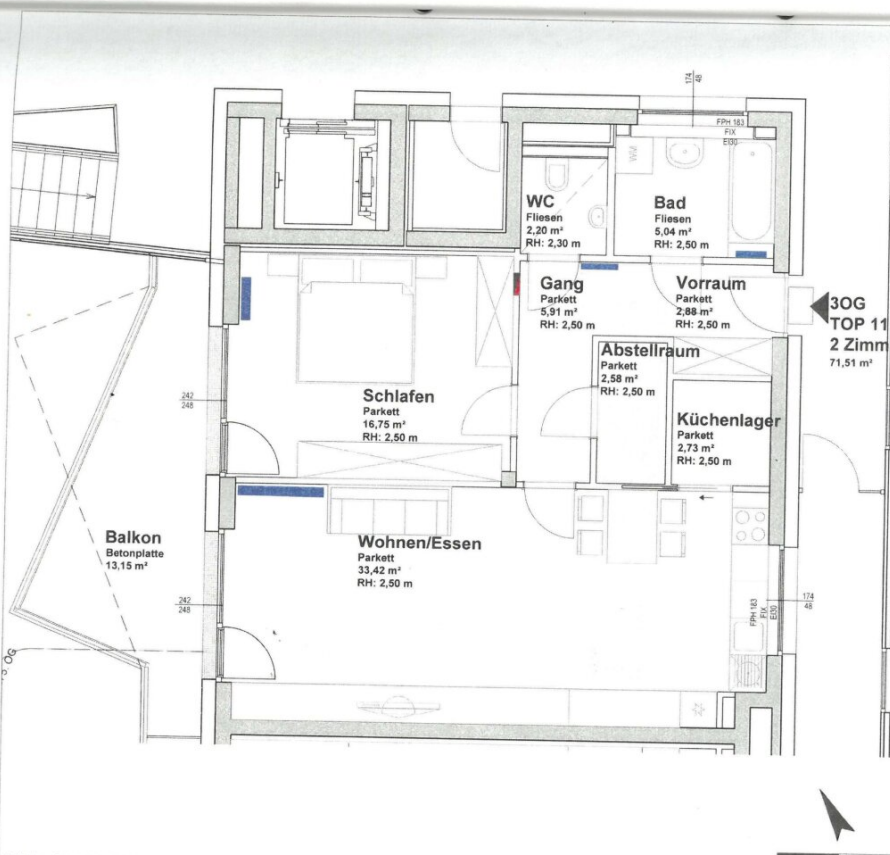 174
48
FPH 183
FIX
EI30
WM
WC
Fliesen
2,20 m²
RH: 2,30 m
Bad
Fliesen
5,04 m²
RH: 2,50 m
Gang
Parkett
5,91 m²
RH: 2,50 m
Vorraum
Parkett
2,88 m²
RH: 2,50 m
3OG
TOP 11
2 Zimm
71,51 m²
Abstellraum
Parkett
2,58 m²
RH: 2,50 m
Schlafen
Parkett
16,75 m²
RH: 2,50 m
242
248
Küchenlager
Parkett
2,73 m²
RH: 2,50 m
Balkon
Betonplatte
13,15 m²
Wohnen/Essen
Parkett
33,42 m²
RH: 2,50 m
242
248
FPH 183
FIX
EI30
174
48
OG